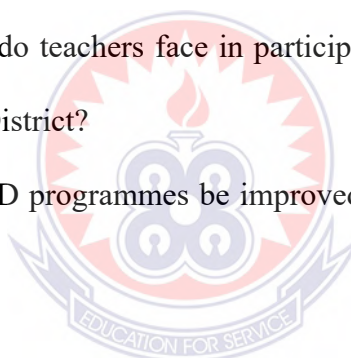 do teachers face in particip
istrict?
D programmes be improved
EDUCATION FOR SERVICE